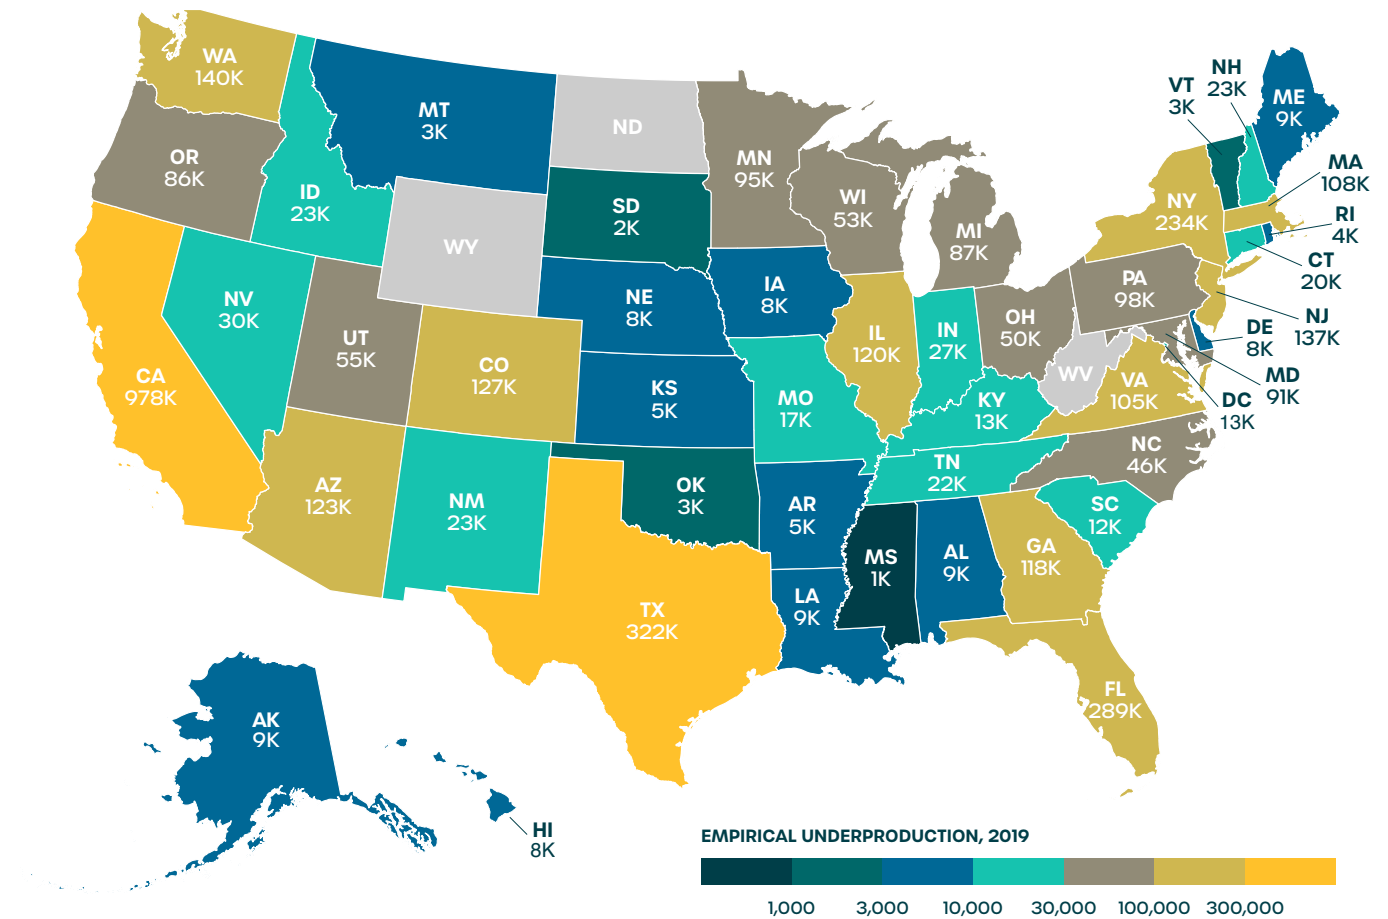 WA
140K
OR
86K
CA
978K
ID
23K
NV
30K
MT
3K
WY
UT
55K
AZ
123K
CO
127K
NM
23K
ND
SD
2K
NE
8K
KS
5K
OK
3K
TX
322K
MN
95K
IA
8K
MO
17K
AR
5K
LA
9K
WI
53K
IL
120K
MI
87K
IN
27K
OH
50K
KY
13K
TN
22K
MS
1K
AL
9K
GA
118K
FL
289K
SC
12K
NC
46K
VA
105K
WV
PA
98K
NY
234K
VT
3K
NH
23K
ME
9K
MA
108K
RI
4K
CT
20K
NJ
137K
DE
8K
MD
91K
DC
13K
AK
9K
HI
8K
EMPIRICAL UNDERPRODUCTION, 2019
1,000 3,000 10,000 30,000 100,000 300,000